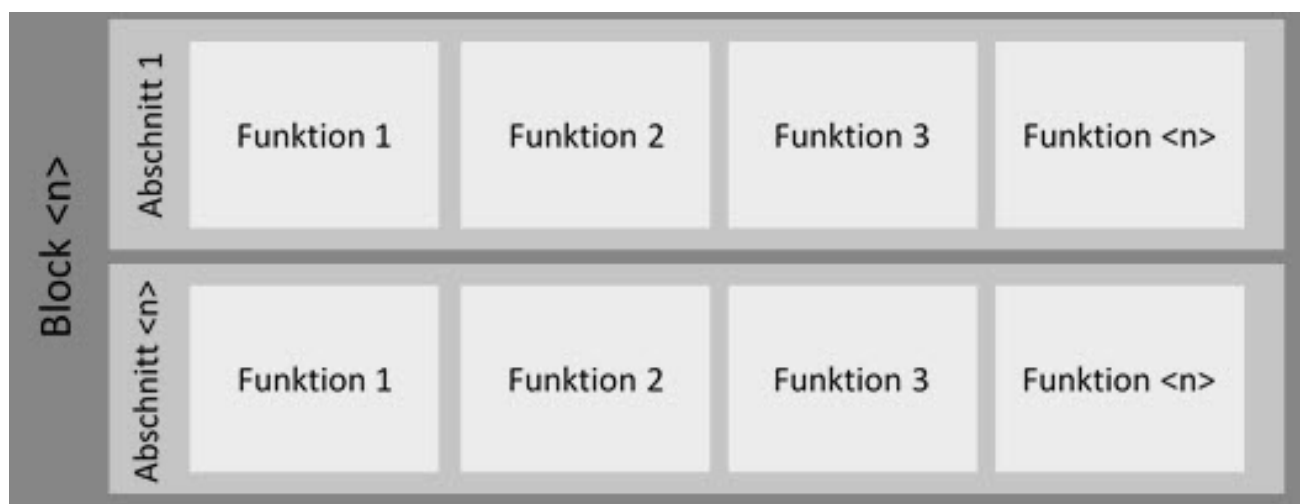 Block <n>
Abschnitt 1
Funktion 1
Funktion 2
Funktion 3
Funktion <n>
Abschnitt <n>
Funktion 1
Funktion 2
Funktion 3
Funktion <n>